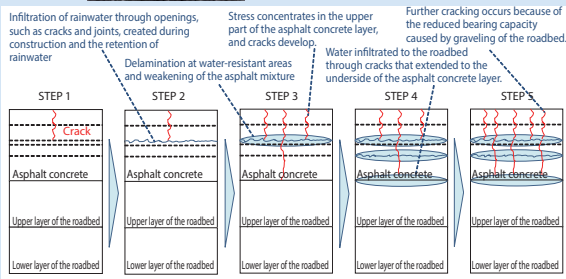 Infiltration of rainwater through openings,
such as cracks and joints, created during
construction and the retention of
rainwater
Delamination at water-resistant areas
and weakening of the asphalt mixture
Stress concentrates in the upper
part of the asphalt concrete layer,
and cracks develop.
Water infiltrated to the roadbed
through cracks that extended to the
underside of the asphalt concrete layer.
Further cracking occurs because of
the reduced bearing capacity
caused by graveling of the roadbed.
STEP 1
Crack
Asphalt concrete
Upper layer of the roadbed
Lower layer of the roadbed
STEP 2
Asphalt concrete
Upper layer of the roadbed
Lower layer of the roadbed
STEP 3
Asphalt concrete
Upper layer of the roadbed
Lower layer of the roadbed
STEP 4
Asphalt concrete
Upper layer of the roadbed
Lower layer of the roadbed
STEP 5
Asphalt concrete
Upper layer of the roadbed
Lower layer of the roadbed